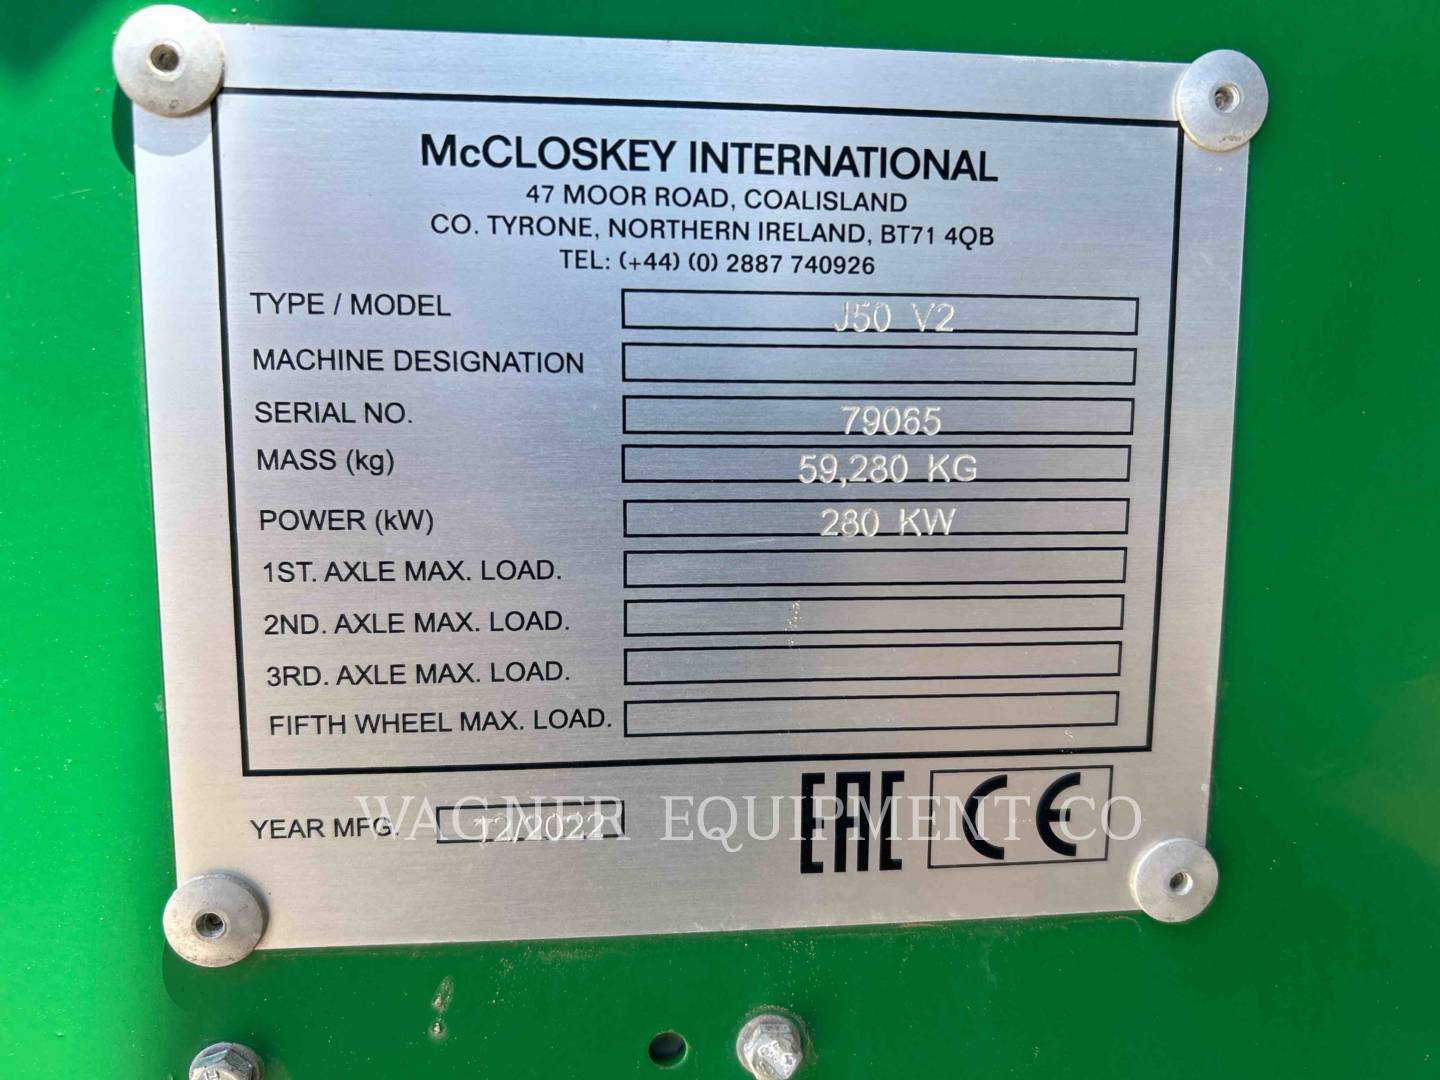 McCLOSKEY INTERNATIONAL
47 MOOR ROAD, COALISLAND
CO. TYRONE, NORTHERN IRELAND, BT71 4QB
TEL: (+44) (0) 2887 740926
TYPE / MODEL J50 V2
MACHINE DESIGNATION
SERIAL NO. 79065
MASS (kg) 59,280 KG
POWER (kW) 280 KW
1ST. AXLE MAX. LOAD.
2ND. AXLE MAX. LOAD.
3RD. AXLE MAX. LOAD.
FIFTH WHEEL MAX. LOAD.
YEAR MFG. 12/2022 EAC CE
WAGNER EQUIPMENT CO